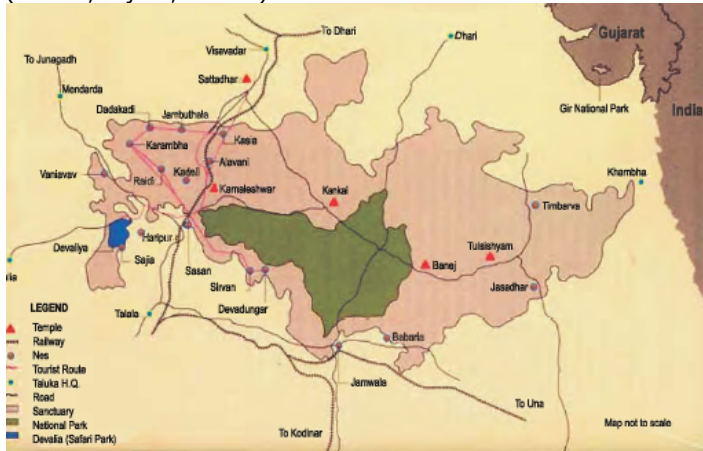 To Dhari
Visavadar
Dhari
To Junagadh
Sattadhar
Mendarda
Gujarat
Gir National Park
India
Dadakadi
Jambuthala
Kasia
Karambha
Alavani
Vaniavav
Raidi
Kadeli
Kamaleshwar
Kankai
Khambha
Timbarva
Devaliya
Haripur
Sajia
Sasan
Sirvan
Devadungar
Banej
Tulsishyam
Jasadhar
Talala
Babaria
Jamwala
To Una
To Kodinar
Map not to scale
LEGEND
Temple
Railway
Nes
Tourist Route
Taluka H.Q.
Road
Sanctuary
National Park
Devalia (Safari Park)